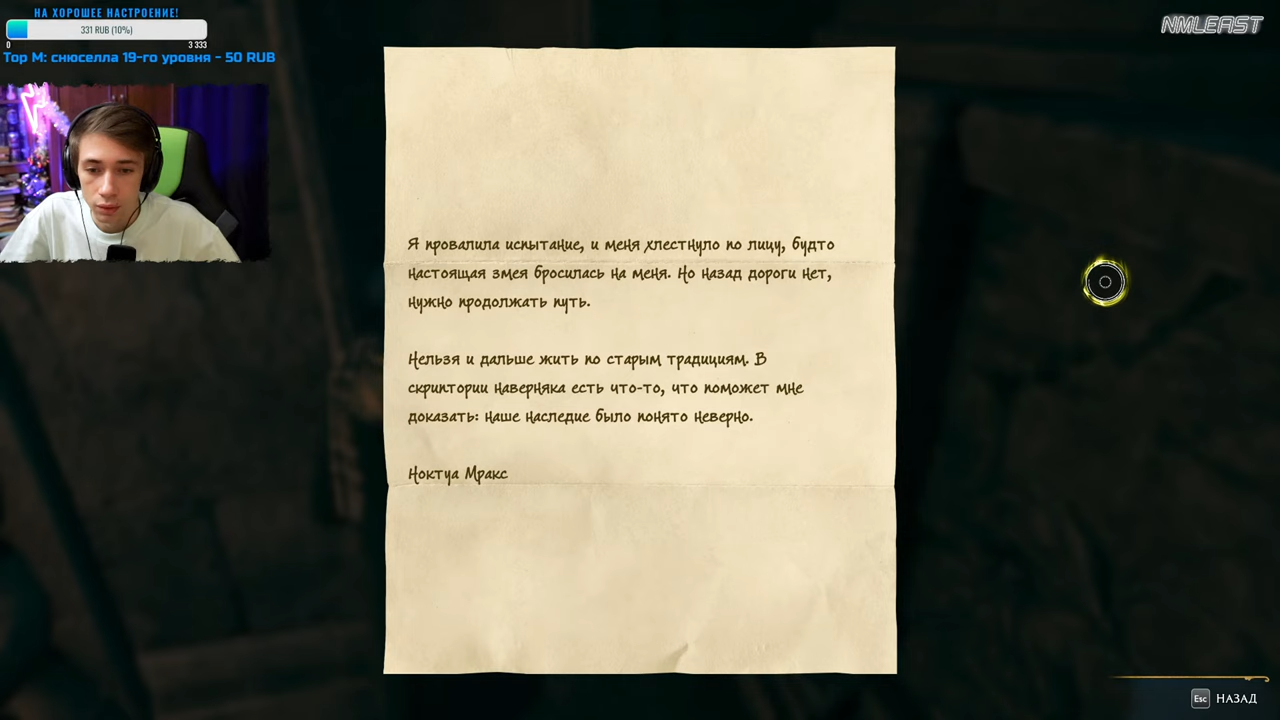 НА ХОРОШЕЕ НАСТРОЕНИЕ!
331 RUB (10%)
0 3 333
Top M: снюселла 19-го уровня - 50 RUB
NMLEAST
Я провалила испытание, и меня хлестнуло по лицу, будто
настоящая змея бросилась на меня. Но назад дороги нет,
нужно продолжать путь.
Нельзя и дальше жить по старым традициям. В
скриптории наверняка есть что-то, что поможет мне
доказать: наше наследие было понято неверно.
Ноктуа Мракс
Esc НАЗАД